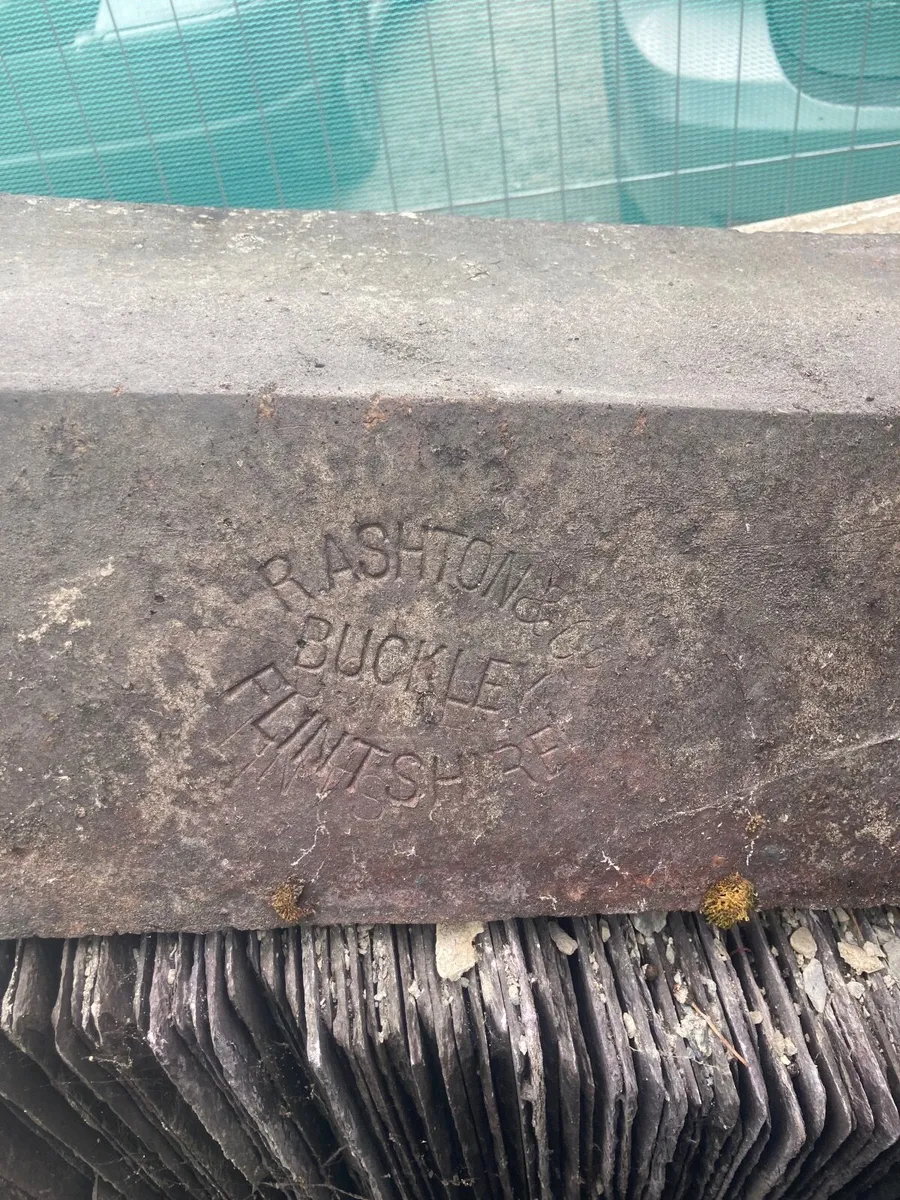 R. ASHTON & Co
BUCKLEY
FLINTSHIRE